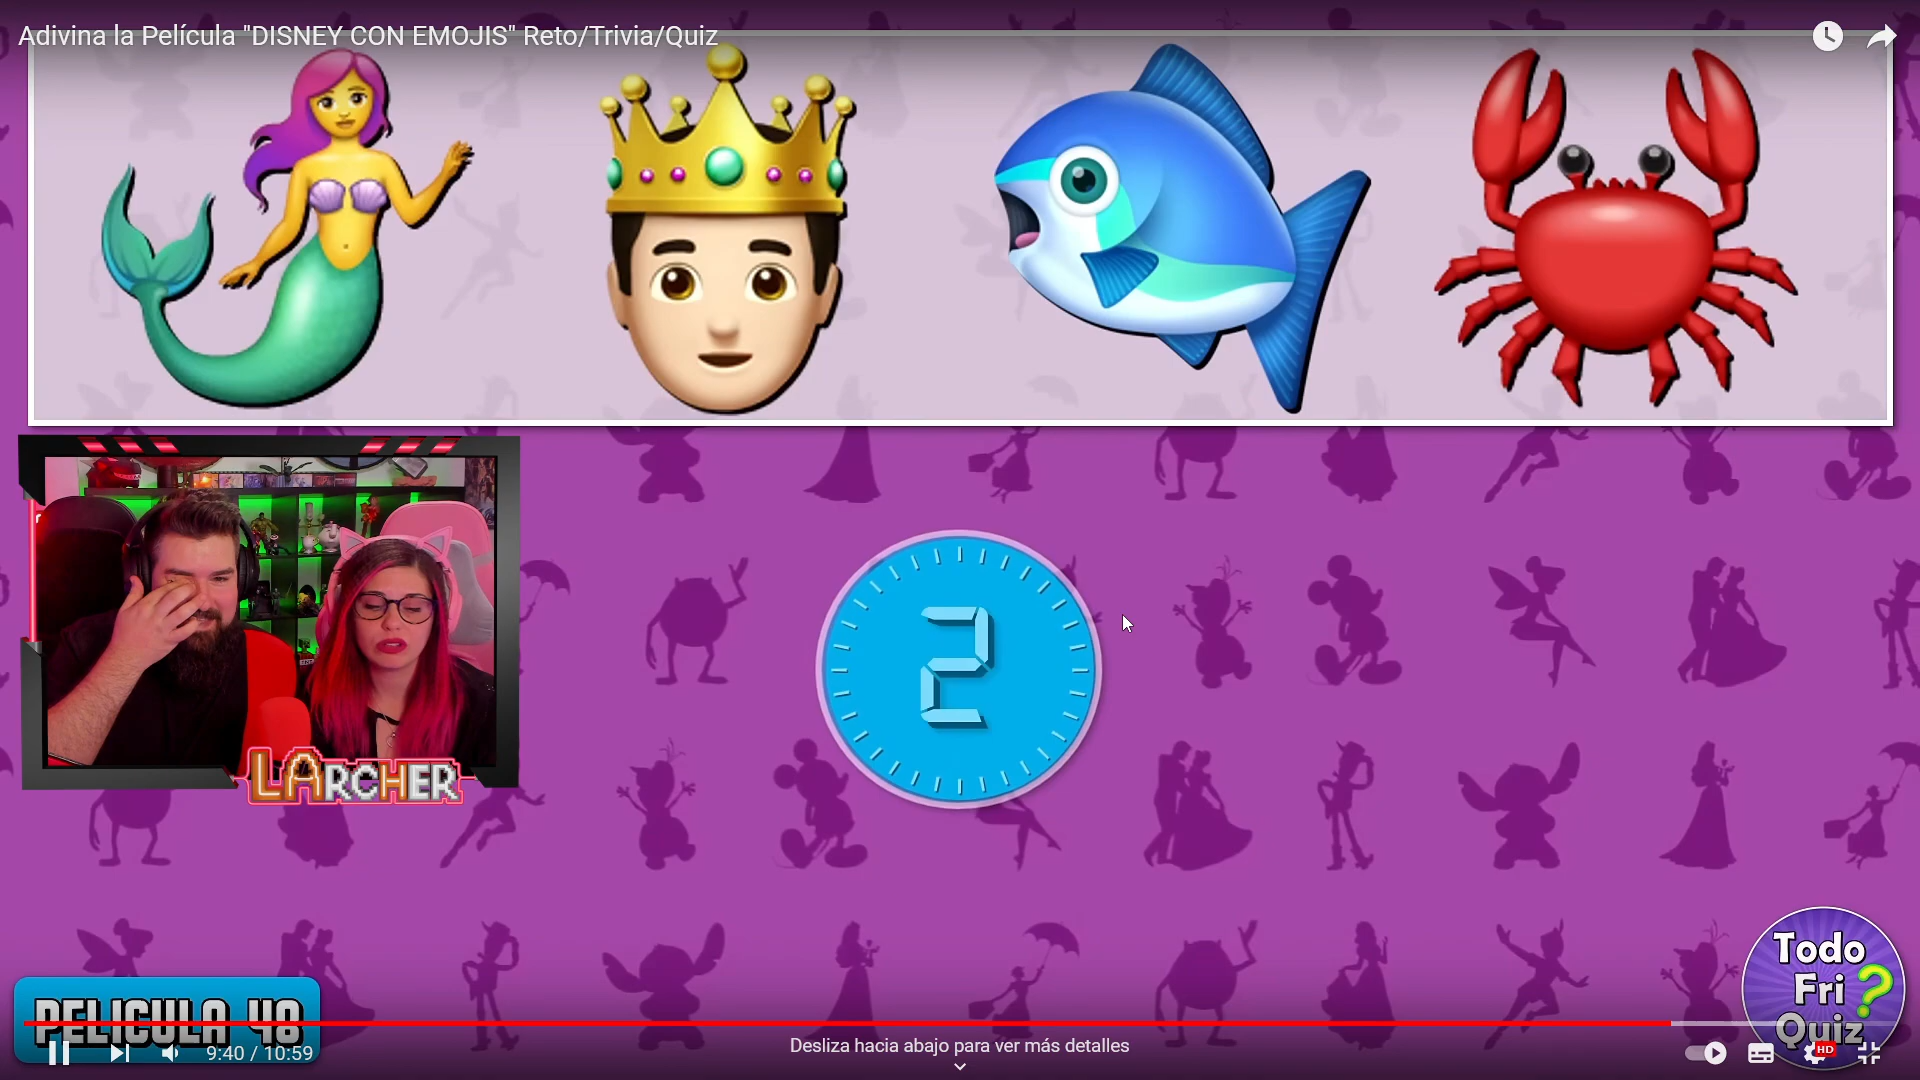 Adivina la Película "DISNEY CON EMOJIS" Reto/Trivia/Quiz
2
LARCHER
Todo
Fri ?
Quiz
PELICULA 48
9:40 / 10:59
Desliza hacia abajo para ver más detalles
HD